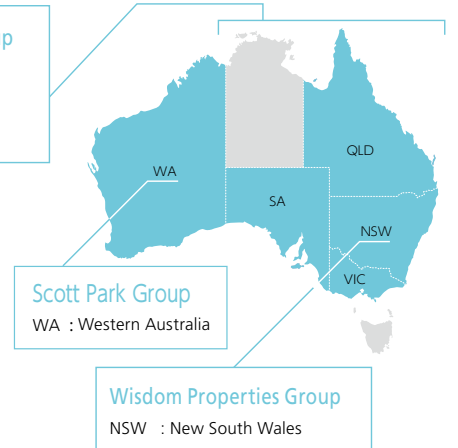 QLD
WA
SA
NSW
VIC
Scott Park Group
WA : Western Australia
Wisdom Properties Group
NSW : New South Wales